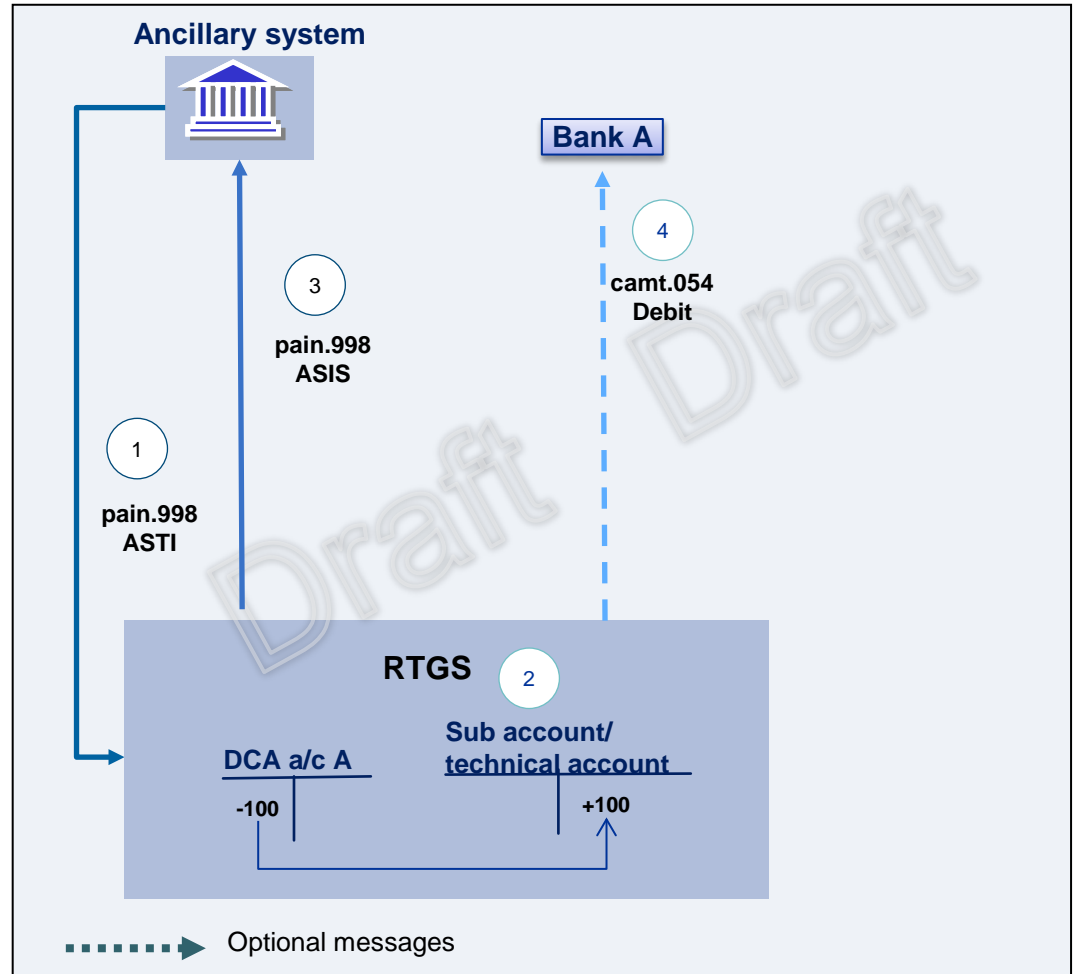 Ancillary system
Bank A
4
camt.054
Debit
3
pain.998
ASIS
1
pain.998
ASTI
Draft Draft
RTGS
2
DCA a/c A
Sub account/
technical account
-100
+100
Optional messages